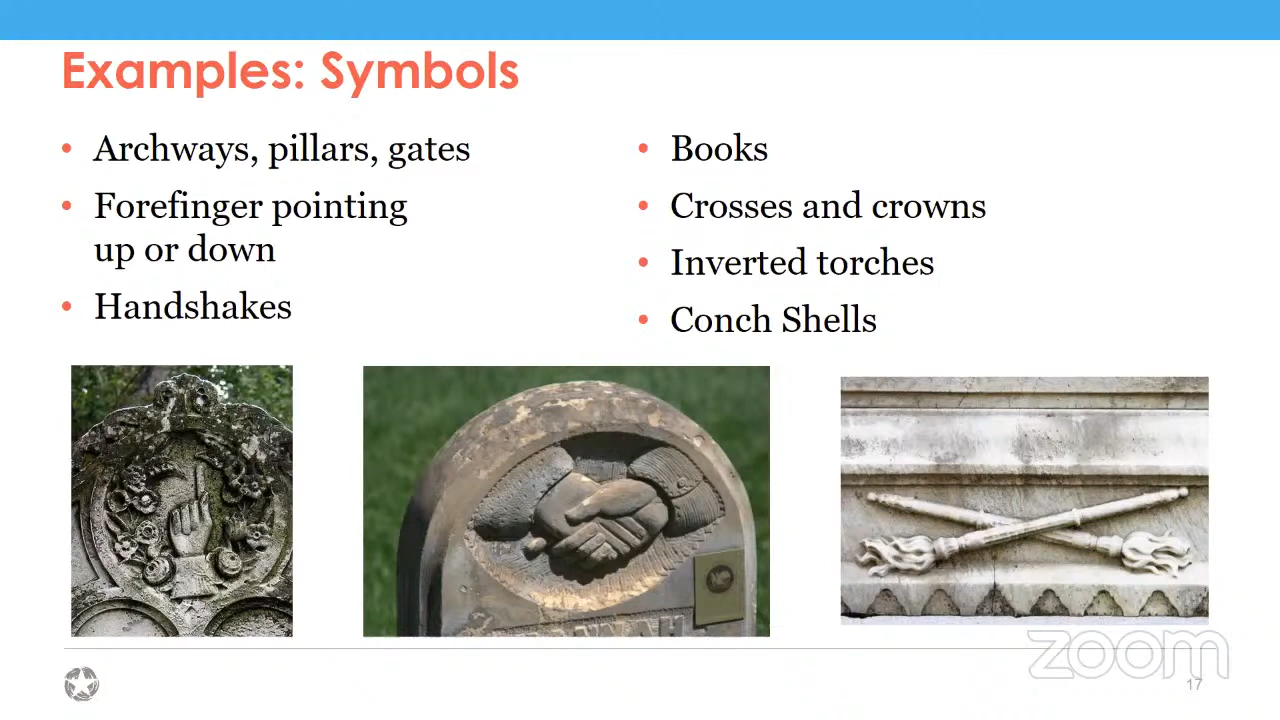 Examples: Symbols
• Archways, pillars, gates
• Forefinger pointing
up or down
• Handshakes
• Books
• Crosses and crowns
• Inverted torches
• Conch Shells
zoom
17